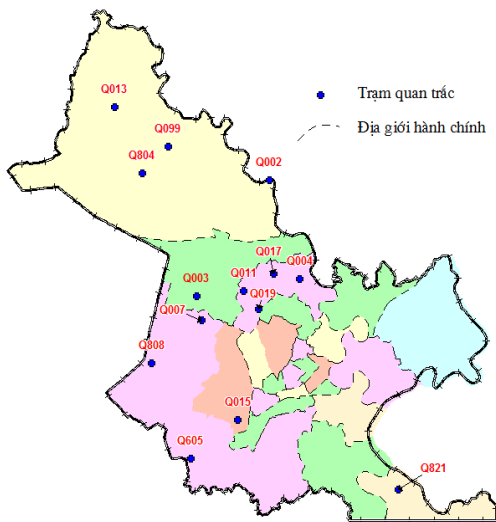 Q013
Trạm quan trắc
Địa giới hành chính
Q099
Q804
Q002
Q017
Q004
Q011
Q003
Q019
Q007
Q808
Q015
Q605
Q821